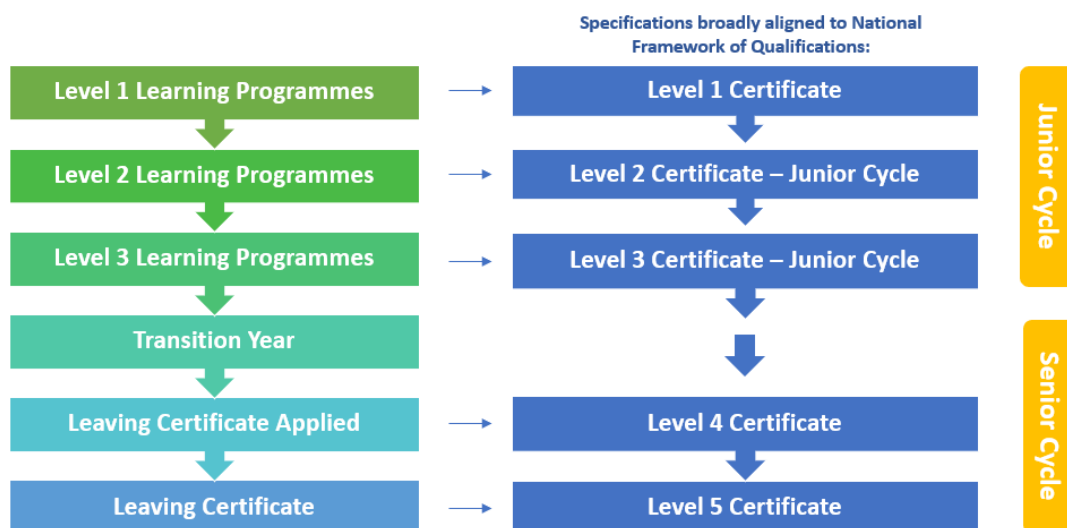 Specifications broadly aligned to National
Framework of Qualifications:
Level 1 Learning Programmes
Level 1 Certificate
Level 2 Learning Programmes
Level 2 Certificate – Junior Cycle
Level 3 Learning Programmes
Level 3 Certificate – Junior Cycle
Junior Cycle
Transition Year
Leaving Certificate Applied
Level 4 Certificate
Leaving Certificate
Level 5 Certificate
Senior Cycle